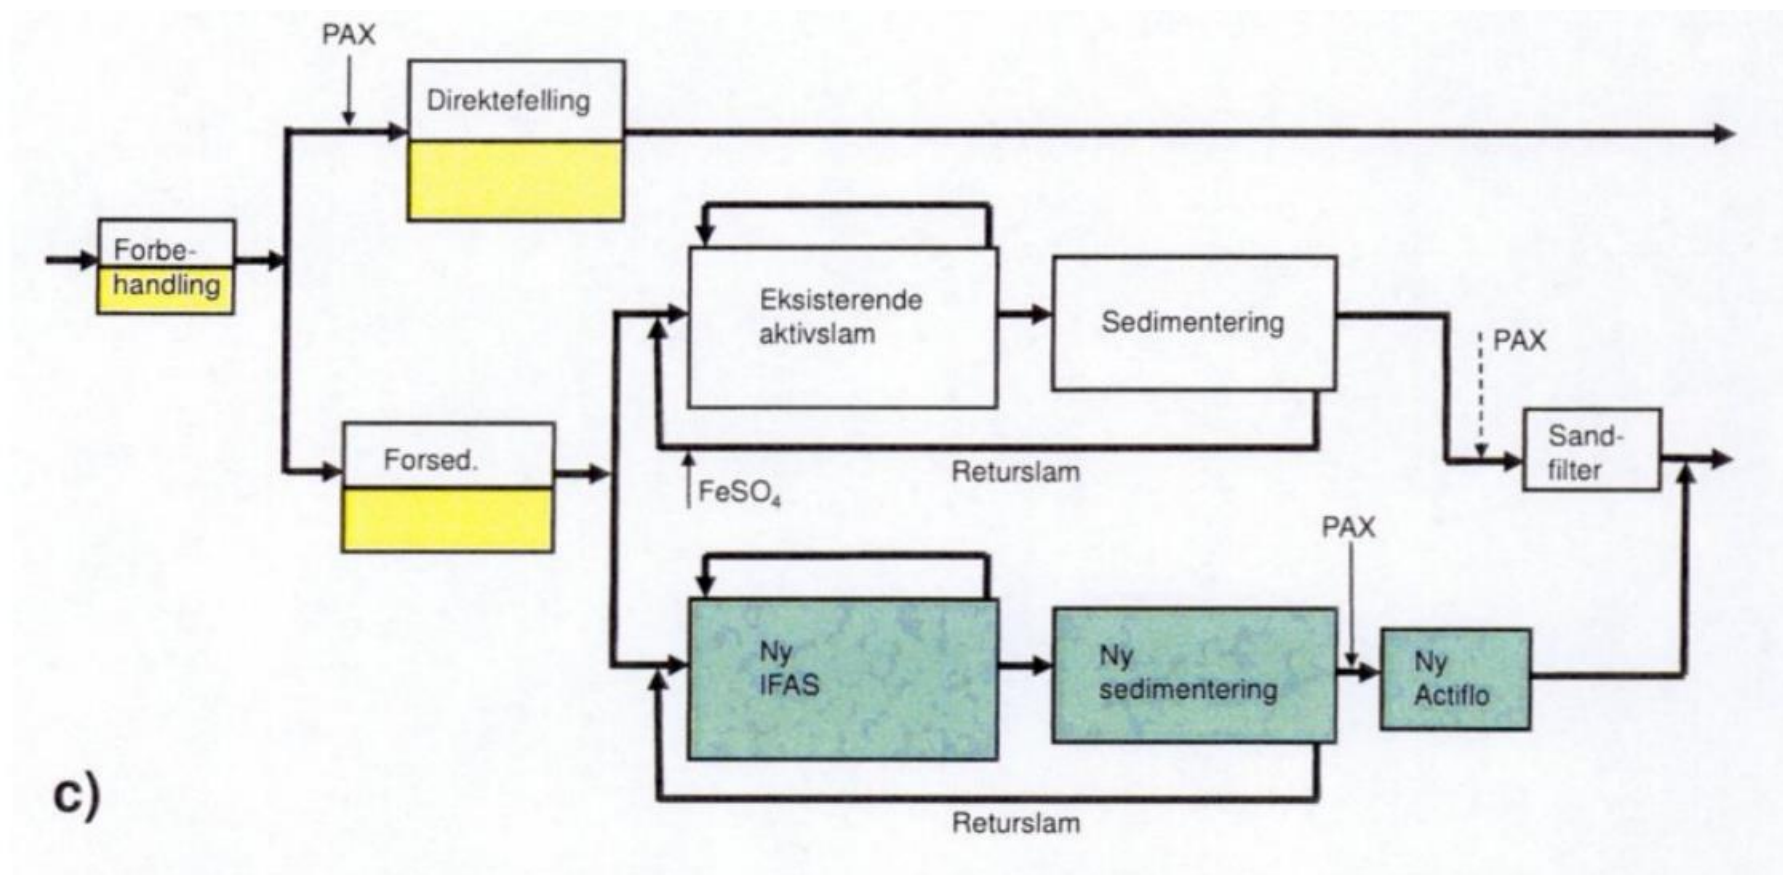 PAX
Direktefelling
Forbe-
handling
Eksisterende
aktivslam
Sedimentering
PAX
Forsed.
Sand-
filter
Returslam
FeSO₄
PAX
Ny
IFAS
Ny
sedimentering
Ny
Actiflo
c)
Returslam